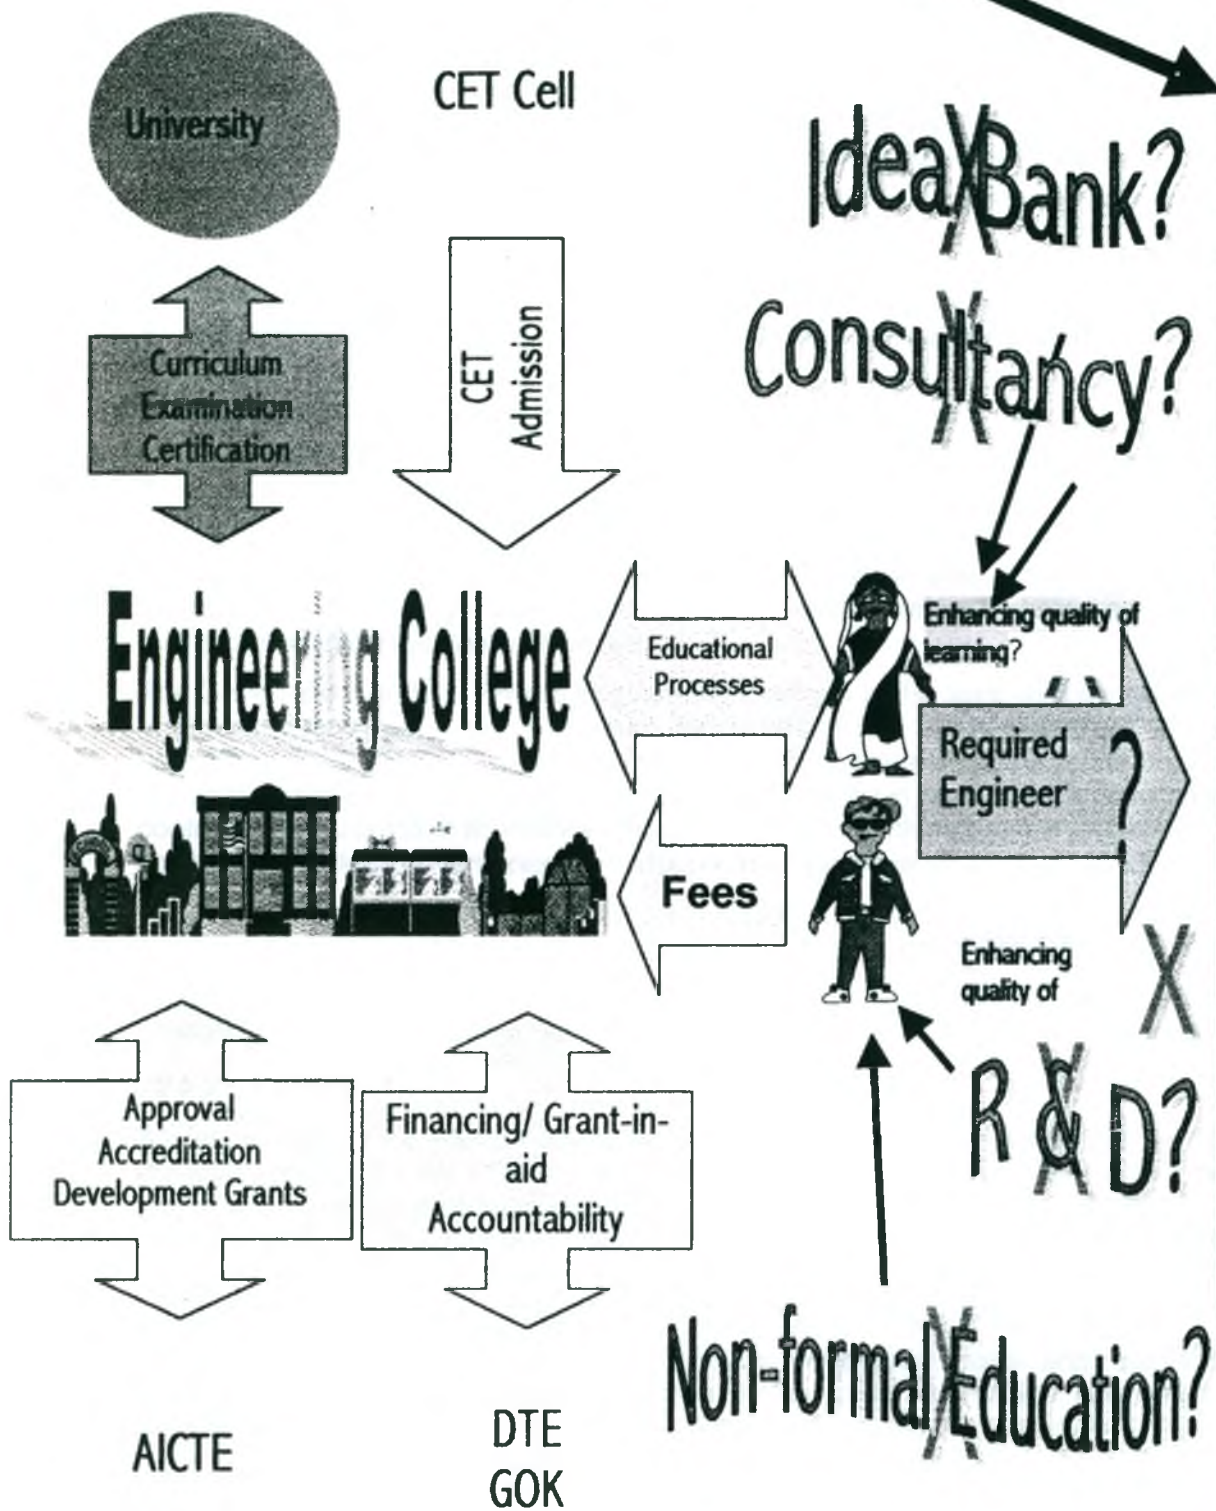 University
CET Cell
Idea Bank?
Consultancy?
Curriculum
Examination
Certification
CET
Admission
Engineering College
Educational
Processes
Enhancing quality of
learning?
Required
Engineer
?
Fees
Enhancing
quality of
X
R & D?
Approval
Accreditation
Development Grants
Financing/ Grant-in-
aid
Accountability
Non-formal Education?
AICTE
DTE
GOK